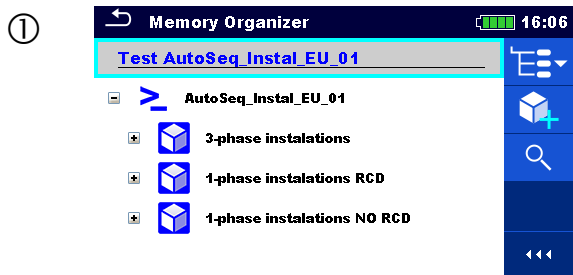 ①
Memory Organizer 16:06
Test AutoSeq_Instal_EU_01
AutoSeq_Instal_EU_01
3-phase instalations
1-phase instalations RCD
1-phase instalations NO RCD